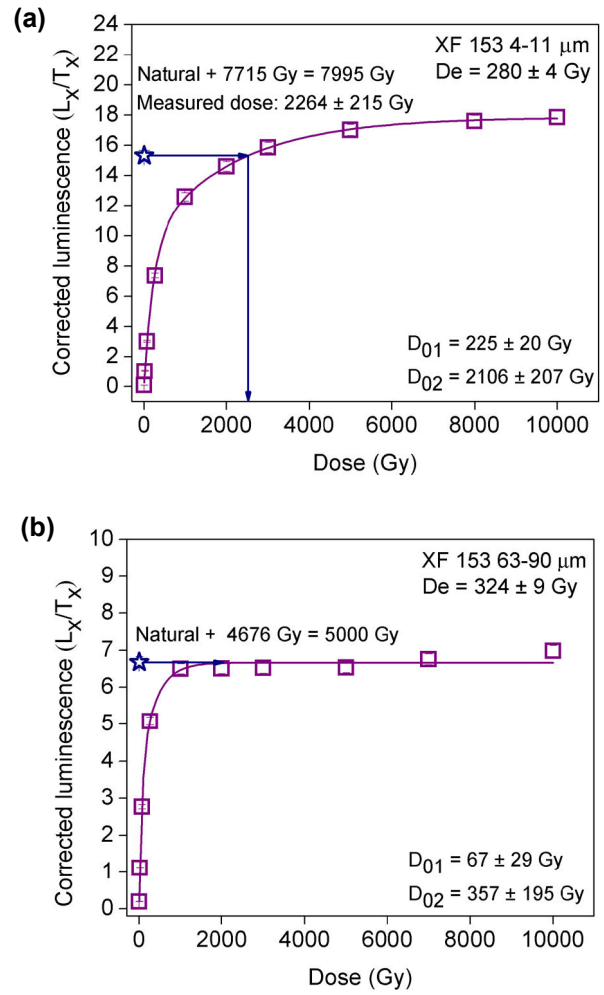 (a)
24
22
20
18
16
14
12
10
8
6
4
2
0
Corrected luminescence (LX/TX)
XF 153 4-11 μm
De = 280 ± 4 Gy
Natural + 7715 Gy = 7995 Gy
Measured dose: 2264 ± 215 Gy
D01 = 225 ± 20 Gy
D02 = 2106 ± 207 Gy
0 2000 4000 6000 8000 10000
Dose (Gy)
(b)
10
9
8
7
6
5
4
3
2
1
0
Corrected luminescence (LX/TX)
XF 153 63-90 μm
De = 324 ± 9 Gy
Natural + 4676 Gy = 5000 Gy
D01 = 67 ± 29 Gy
D02 = 357 ± 195 Gy
0 2000 4000 6000 8000 10000
Dose (Gy)